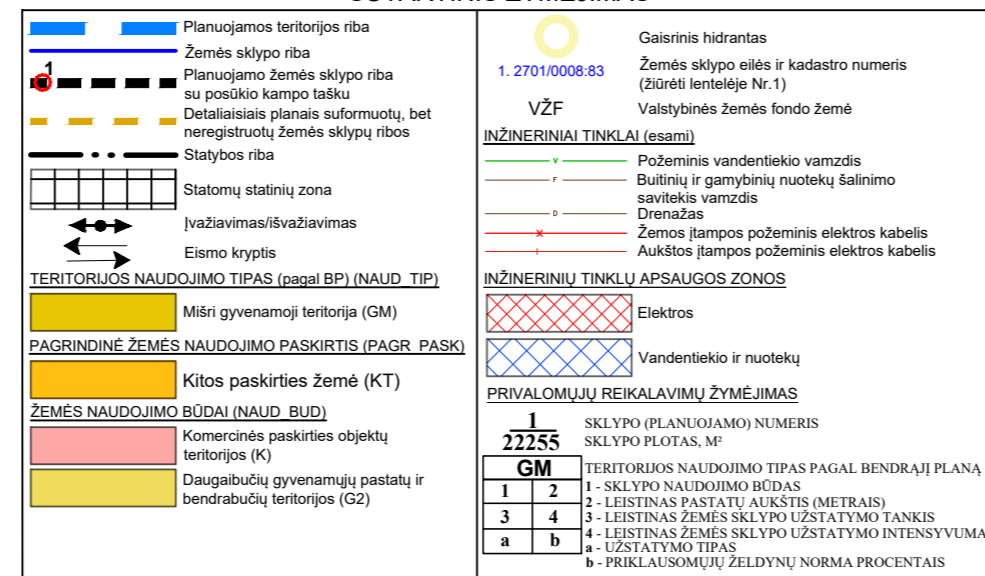 Planuojamos teritorijos riba
Žemės sklypo riba
1
Planuojamo žemės sklypo riba
su posūkio kampo tašku
Detaliaisiais planais suformuotų, bet
neregistruotų žemės sklypų ribos
Statybos riba
Statomų statinių zona
Įvažiavimas/išvažiavimas
Eismo kryptis
TERITORIJOS NAUDOJIMO TIPAS (pagal BP) (NAUD_TIP)
Mišri gyvenamoji teritorija (GM)
PAGRINDINĖ ŽEMĖS NAUDOJIMO PASKIRTIS (PAGR_PASK)
Kitos paskirties žemė (KT)
ŽEMĖS NAUDOJIMO BŪDAI (NAUD_BUD)
Komercinės paskirties objektų
teritorijos (K)
Daugaibučių gyvenamųjų pastatų ir
bendrabučių teritorijos (G2)
Gaisrinis hidrantas
1. 2701/0008:83
Žemės sklypo eilės ir kadastro numeris
(žiūrėti lentelėje Nr.1)
VŽF Valstybinės žemės fondo žemė
INŽINERINIAI TINKLAI (esami)
V Požeminis vandentiekio vamzdis
F Buitinių ir gamybinių nuotekų šalinimo
savitekis vamzdis
D Drenažas
Žemos įtampos požeminis elektros kabelis
Aukštos įtampos požeminis elektros kabelis
INŽINERINIŲ TINKLŲ APSAUGOS ZONOS
Elektros
Vandentiekio ir nuotekų
PRIVALOMŲJŲ REIKALAVIMŲ ŽYMĖJIMAS
1 SKLYPO (PLANUOJAMO) NUMERIS
22255 SKLYPO PLOTAS, M²
GM TERITORIJOS NAUDOJIMO TIPAS PAGAL BENDRĄJĮ PLANĄ
1 2
3 4
a b
1 - SKLYPO NAUDOJIMO BŪDAS
2 - LEISTINAS PASTATŲ AUKŠTIS (METRAIS)
3 - LEISTINAS ŽEMĖS SKLYPO UŽSTATYMO TANKIS
4 - LEISTINAS ŽEMĖS SKLYPO UŽSTATYMO INTENSYVUMA
a - UŽSTATYMO TIPAS
b - PRIKLAUSOMŲJŲ ŽELDYNŲ NORMA PROCENTAIS